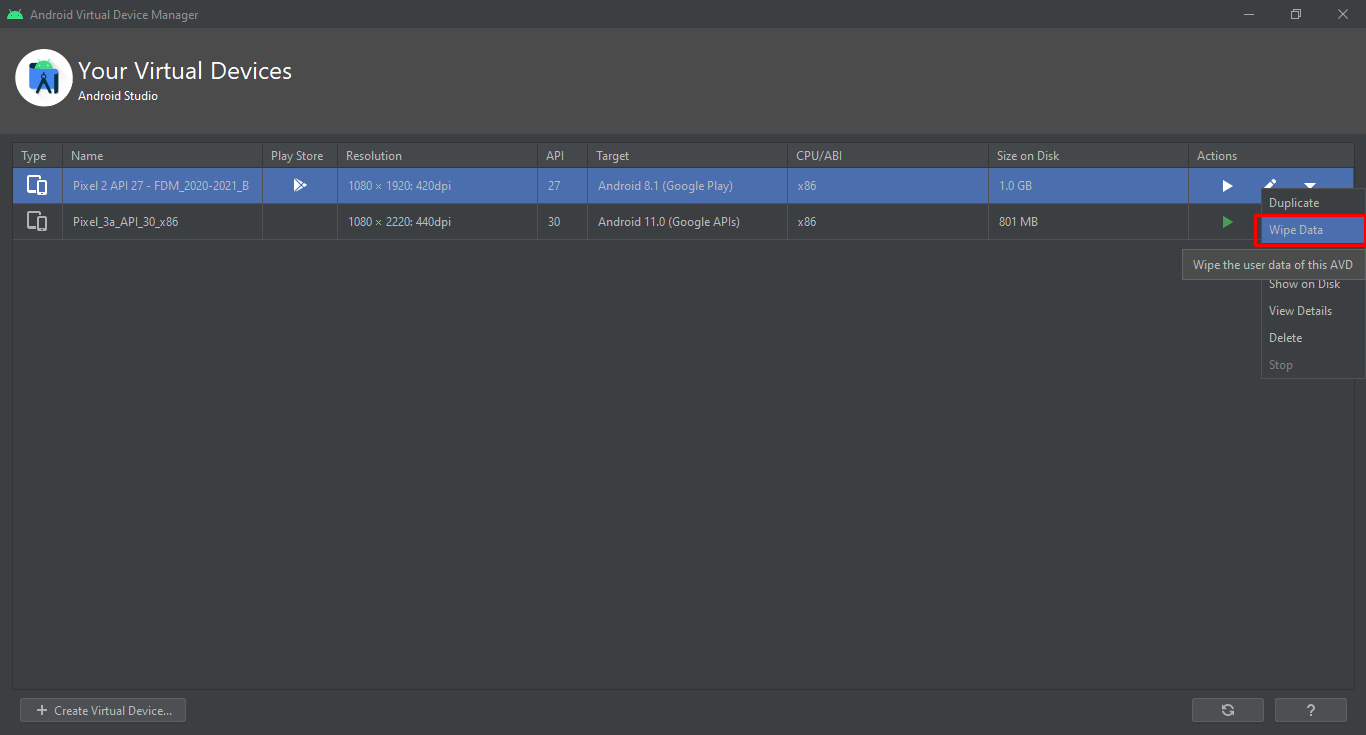 Android Virtual Device Manager
Your Virtual Devices
Android Studio
Type Name Play Store Resolution API Target CPU/ABI Size on Disk Actions
Pixel 2 API 27 - FDM_2020-2021_B 1080 × 1920: 420dpi 27 Android 8.1 (Google Play) x86 1.0 GB
Pixel_3a_API_30_x86 1080 × 2220: 440dpi 30 Android 11.0 (Google APIs) x86 801 MB
Duplicate
Wipe Data
Wipe the user data of this AVD
Show on Disk
View Details
Delete
Stop
+ Create Virtual Device...
?